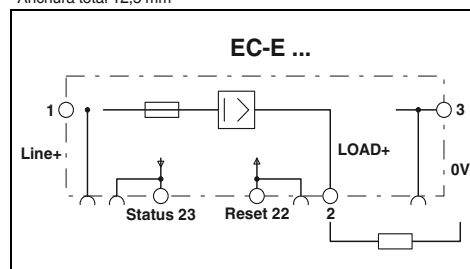 Anchura total 12,5 mm
EC-E ...
1
3
Line+
LOAD+
0V
Status 23
Reset 22
2